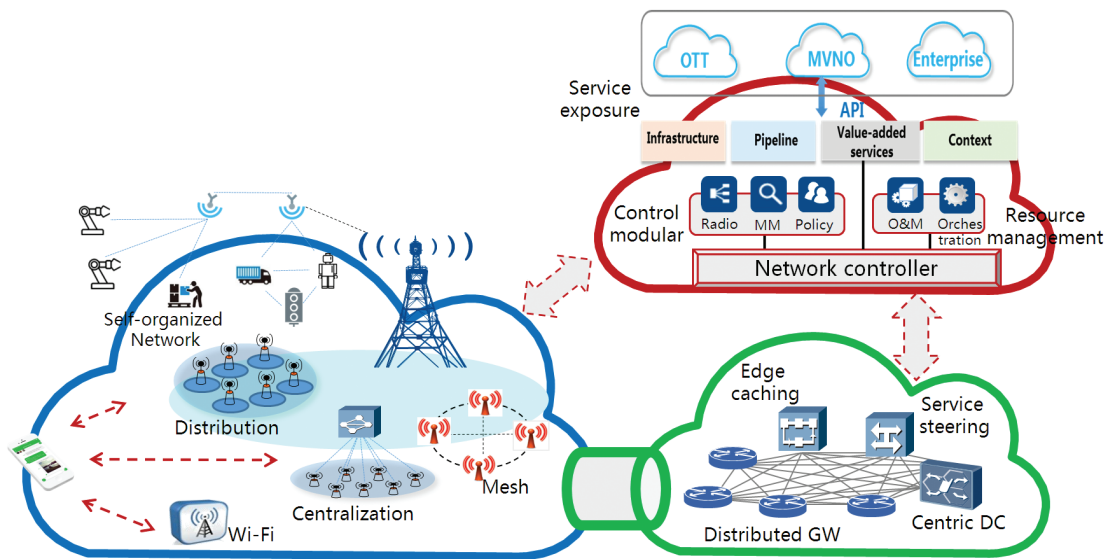 OTT
MVNO
Enterprise
Service
exposure
API
Infrastructure
Pipeline
Value-added
services
Context
Control
modular
Radio
MM
Policy
O&M
Orches
tration
Resource
management
Network controller
Self-organized
Network
Distribution
Centralization
Mesh
Wi-Fi
Edge
caching
Service
steering
Distributed GW
Centric DC